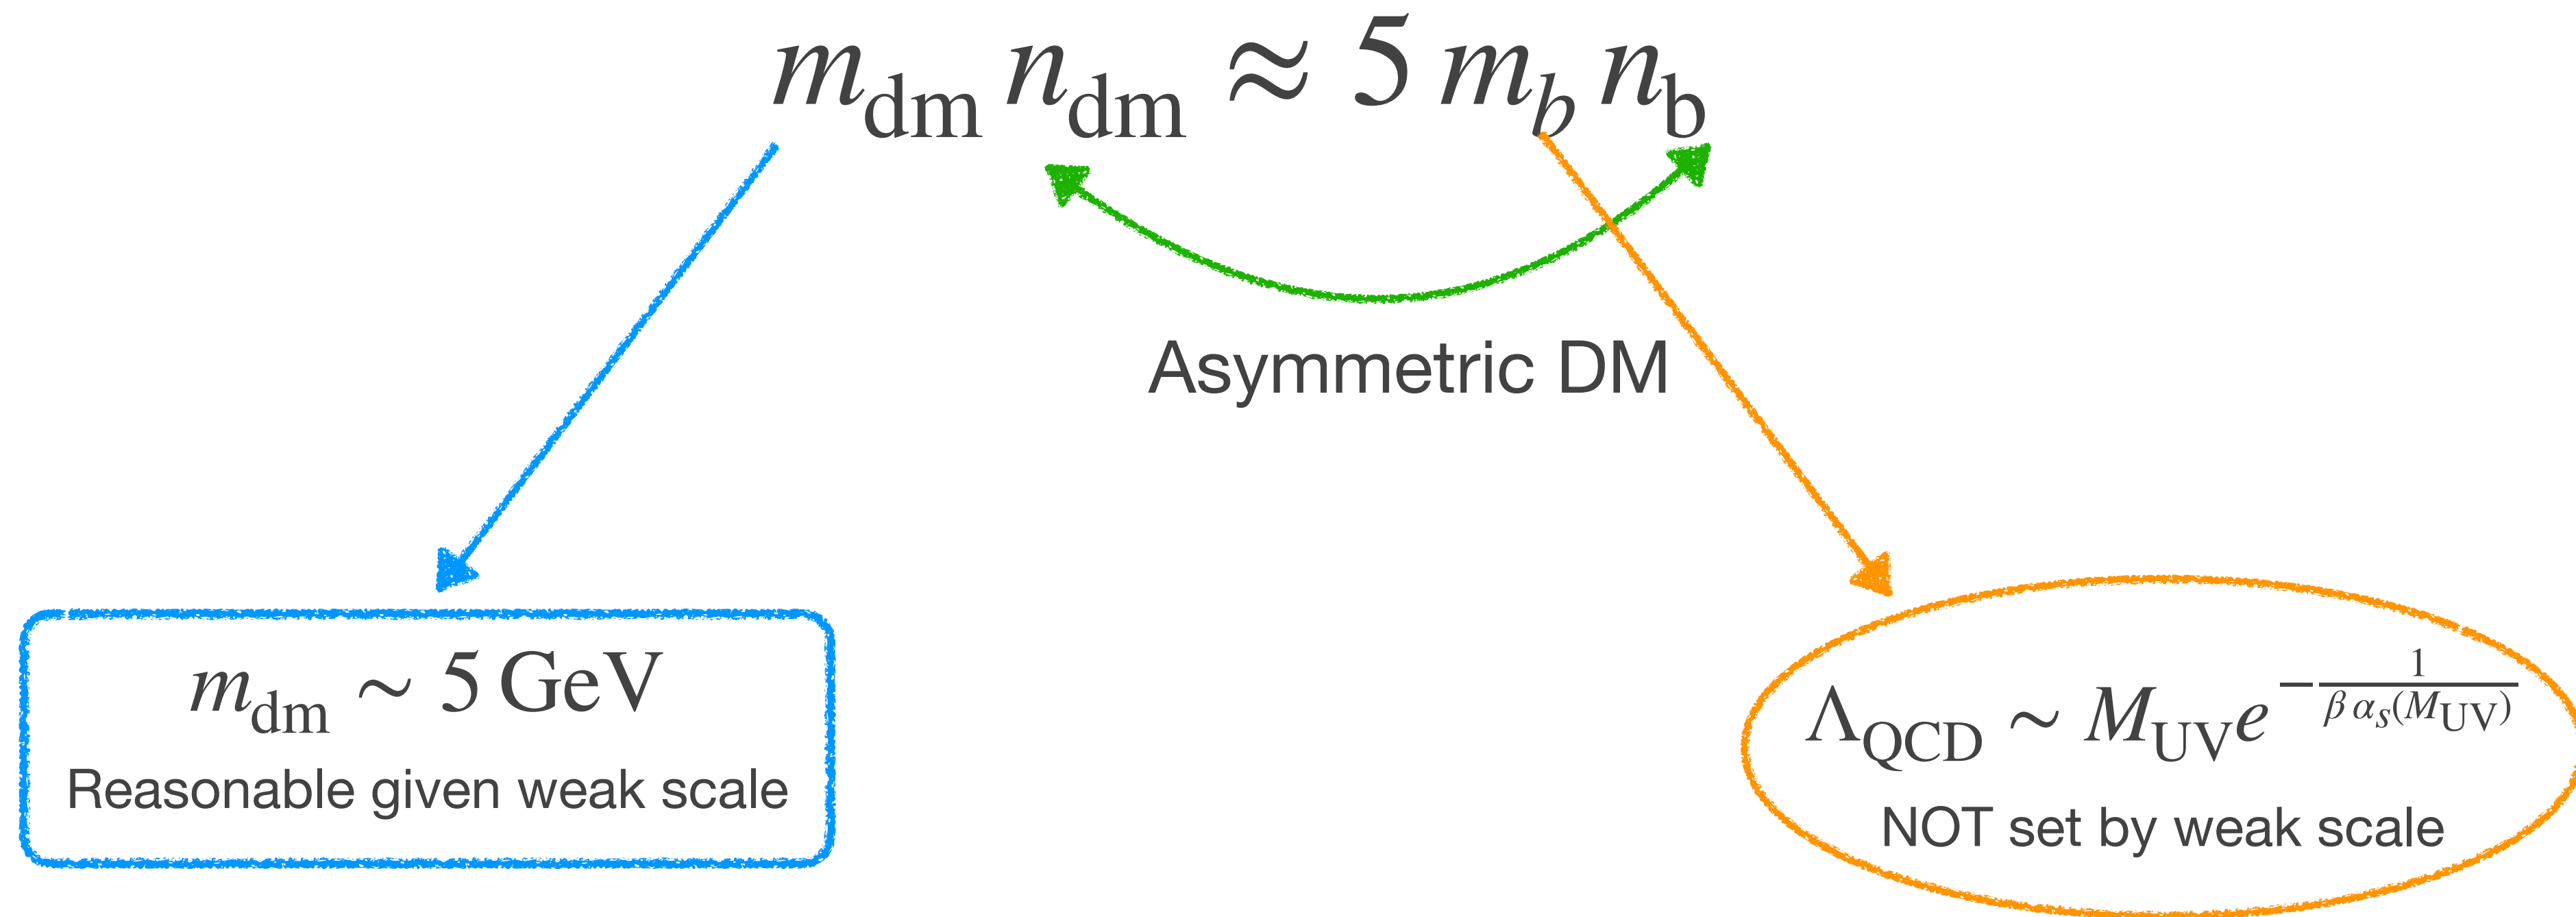 m_dm n_dm ≈ 5 m_b n_b
Asymmetric DM
m_dm ~ 5 GeV
Reasonable given weak scale
Λ_QCD ~ M_UV e^{-\frac{1}{β α_s(M_UV)}}
NOT set by weak scale